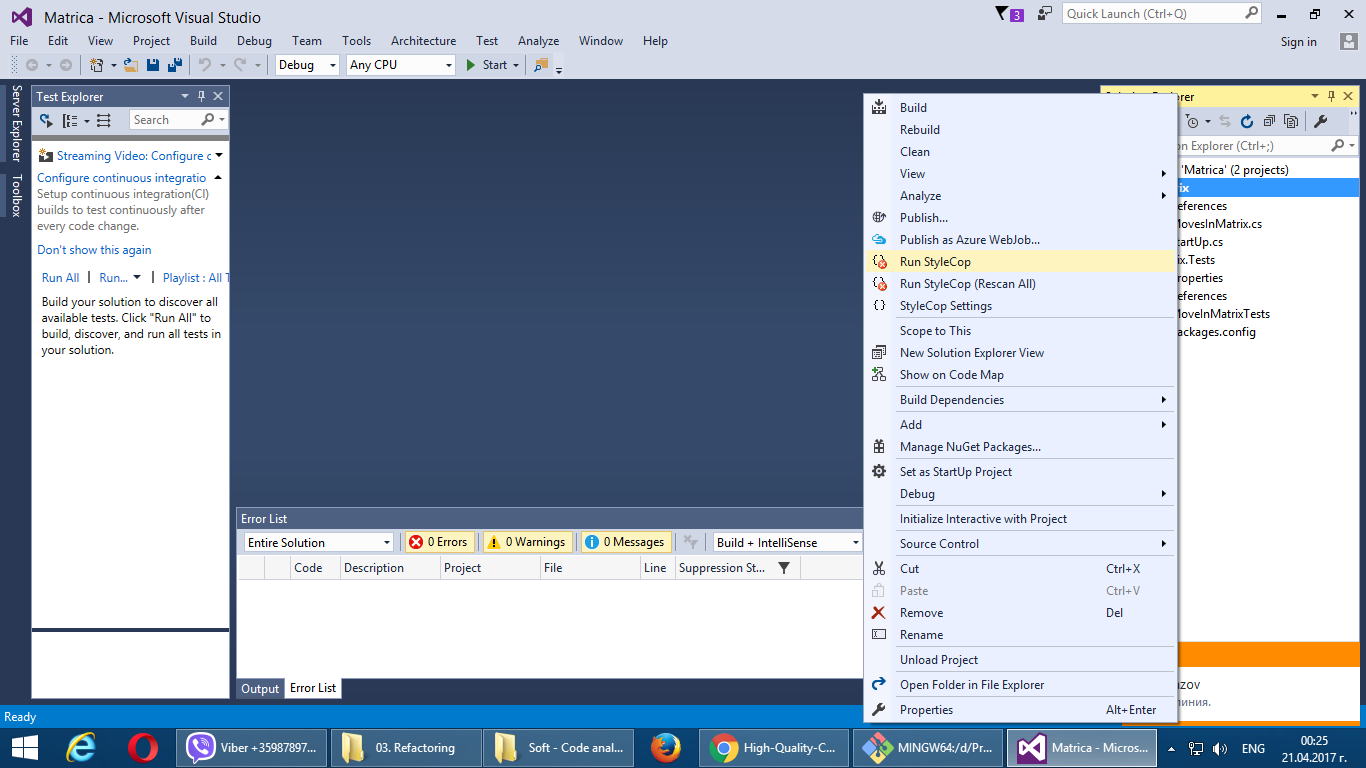 Matrica - Microsoft Visual Studio
3
Quick Launch (Ctrl+Q)
File Edit View Project Build Debug Team Tools Architecture Test Analyze Window Help
Sign in
Debug Any CPU Start
Server Explorer
Toolbox
Test Explorer
Search
Streaming Video: Configure c
Configure continuous integratio
Setup continuous integration(CI)
builds to test continuously after
every code change.
Don't show this again
Run All | Run... | Playlist : All T
Build your solution to discover all
available tests. Click "Run All" to
build, discover, and run all tests in
your solution.
Error List
Entire Solution 0 Errors 0 Warnings 0 Messages Build + IntelliSense
Code Description Project File Line Suppression St...
Output Error List
Build
Rebuild
Clean
View
Analyze
Publish...
Publish as Azure WebJob...
Run StyleCop
Run StyleCop (Rescan All)
StyleCop Settings
Scope to This
New Solution Explorer View
Show on Code Map
Build Dependencies
Add
Manage NuGet Packages...
Set as StartUp Project
Debug
Initialize Interactive with Project
Source Control
Cut Ctrl+X
Paste Ctrl+V
Remove Del
Rename
Unload Project
Open Folder in File Explorer
Properties Alt+Enter
Explorer
on Explorer (Ctrl+;)
'Matrica' (2 projects)
ix
eferences
MovesInMatrix.cs
tartUp.cs
ix.Tests
roperties
eferences
MoveInMatrixTests
ackages.config
zov
линия.
Ready
Viber +35987897...
03. Refactoring
Soft - Code anal...
High-Quality-C...
MINGW64:/d/Pr...
Matrica - Micros...
ENG
00:25
21.04.2017 г.